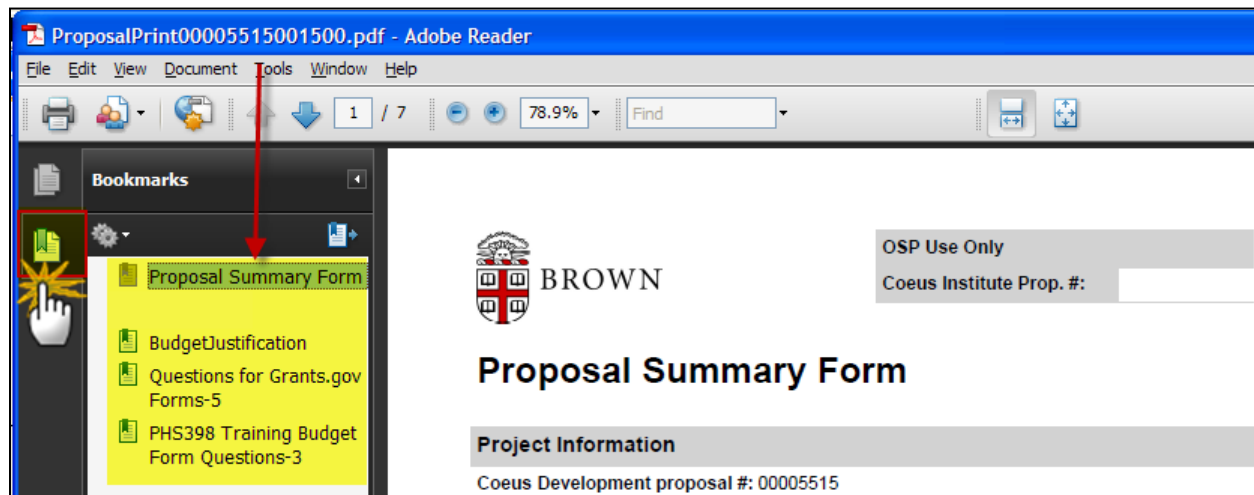 ProposalPrint00005515001500.pdf - Adobe Reader
File Edit View Document Tools Window Help
1 / 7 78.9% Find
Bookmarks
Proposal Summary Form
BudgetJustification
Questions for Grants.gov
Forms-5
PHS398 Training Budget
Form Questions-3
BROWN
OSP Use Only
Coeus Institute Prop. #:
Proposal Summary Form
Project Information
Coeus Development proposal #: 00005515